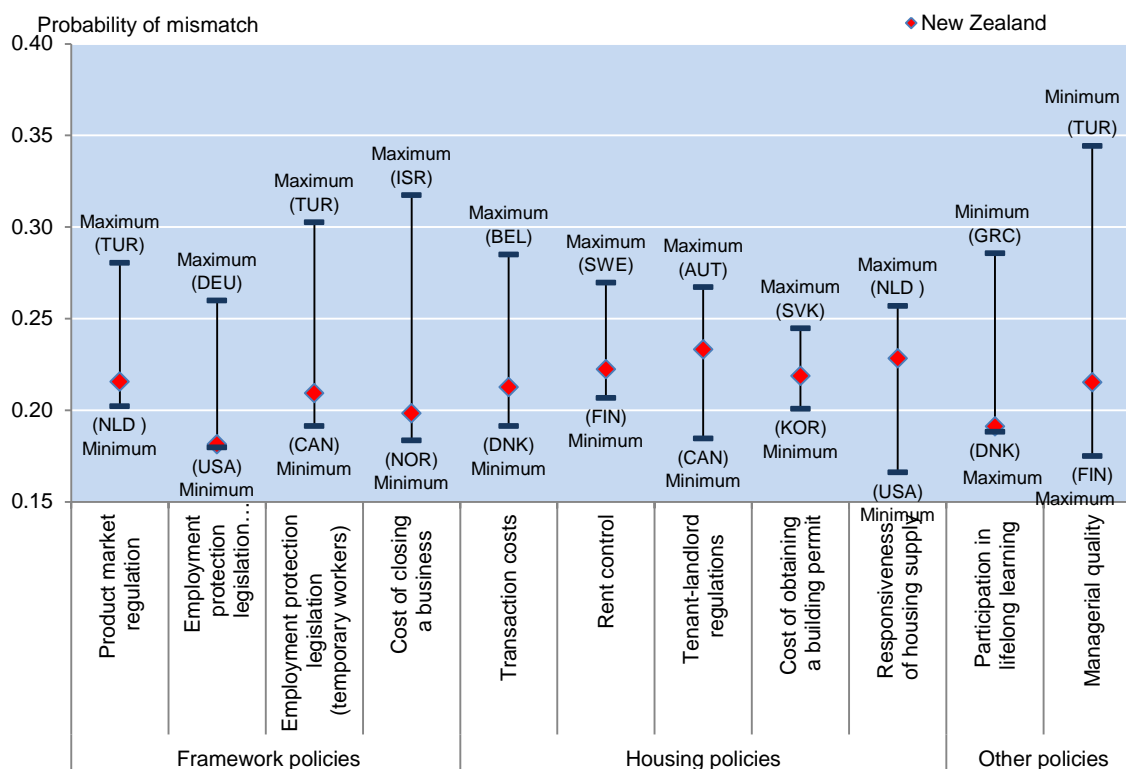 Probability of mismatch
New Zealand
0.40
0.35
0.30
0.25
0.20
0.15
Maximum
(TUR)
(NLD )
Minimum
Maximum
(DEU)
(USA)
Minimum
Maximum
(TUR)
(CAN)
Minimum
Maximum
(ISR)
(NOR)
Minimum
Maximum
(BEL)
(DNK)
Minimum
Maximum
(SWE)
(FIN)
Minimum
Maximum
(AUT)
(CAN)
Minimum
Maximum
(SVK)
(KOR)
Minimum
Maximum
(NLD )
(USA)
Minimum
Minimum
(GRC)
(DNK)
Maximum
Minimum
(TUR)
(FIN)
Maximum
Product market
regulation
Employment
protection
legislation…
Employment protection
legislation
(temporary workers)
Cost of closing
a business
Transaction costs
Rent control
Tenant-landlord
regulations
Cost of obtaining
a building permit
Responsiveness
of housing supply
Participation in
lifelong learning
Managerial quality
Framework policies
Housing policies
Other policies